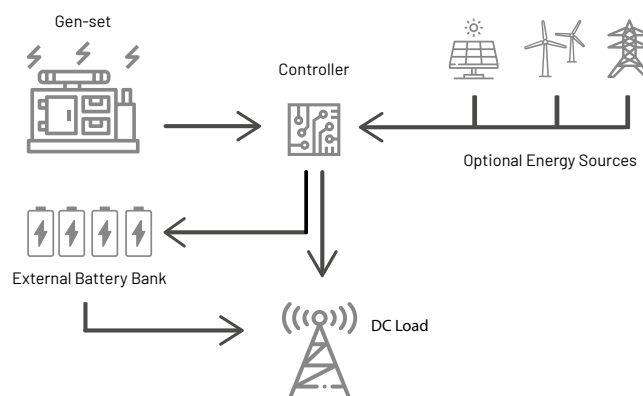 Gen-set
Controller
Optional Energy Sources
External Battery Bank
DC Load